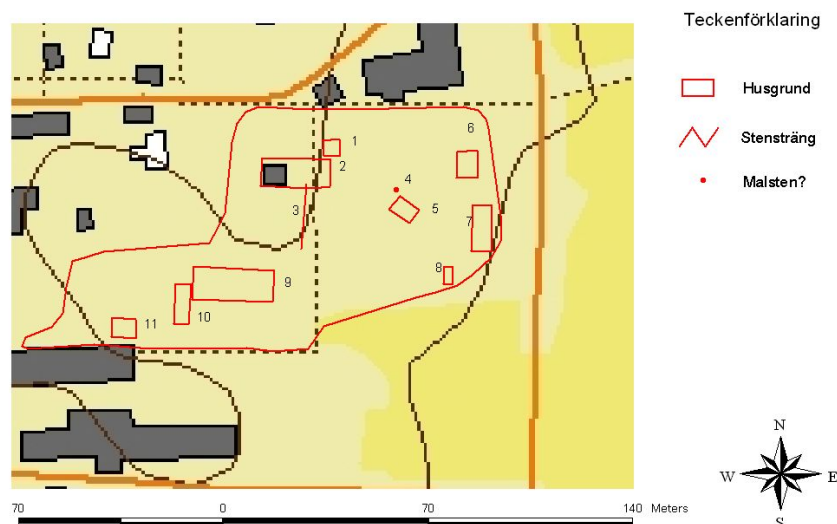 Teckenförklaring
Husgrund
Stensträng
Malsten?
1
2
3
4
5
6
7
8
9
10
11
N
W
E
S
70
0
70
140
Meters